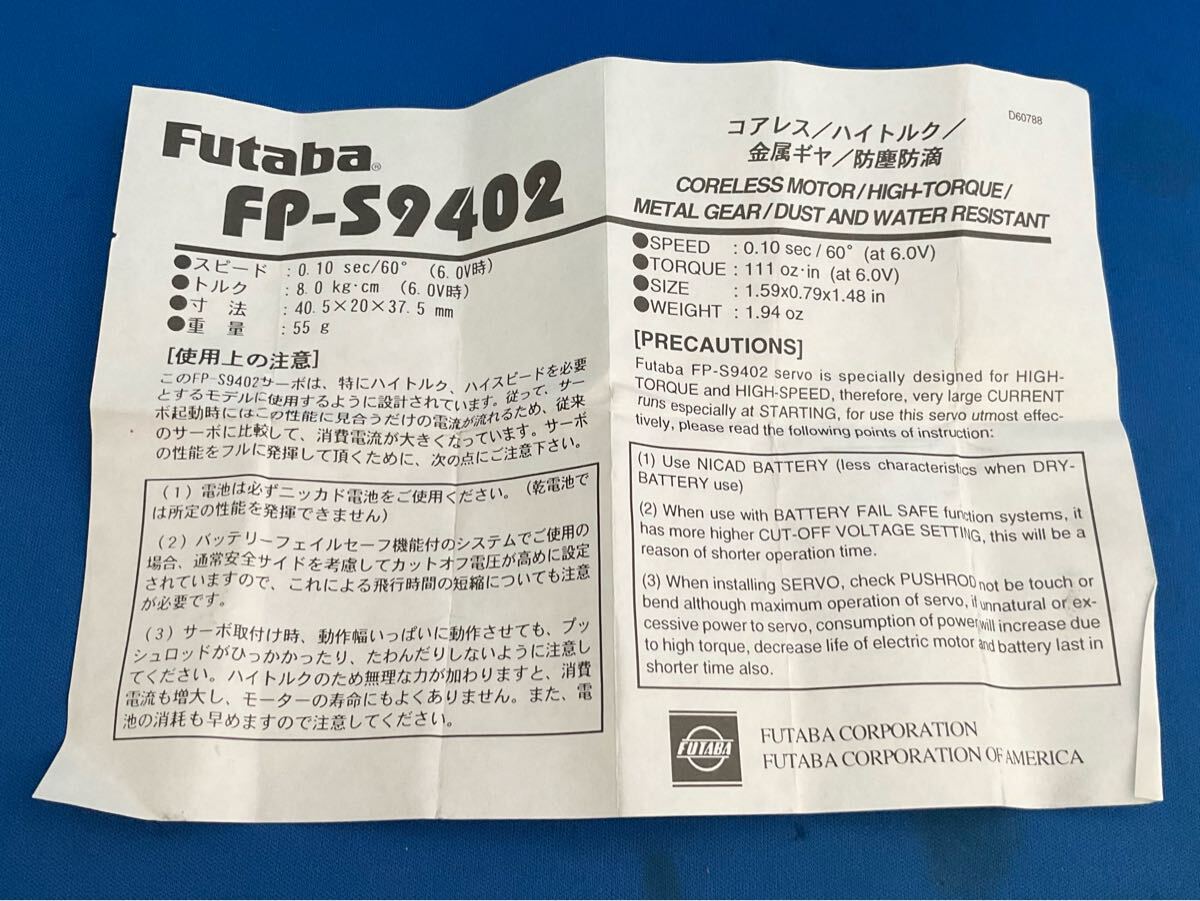 Futaba®
FP-S9402
●スピード : 0.10 sec/60° (6.0V時)
●トルク : 8.0 kg·cm (6.0V時)
●寸 法 : 40.5×20×37.5 mm
●重 量 : 55 g
[使用上の注意]
このFP-S9402サーボは、特にハイトルク、ハイスピードを必要
とするモデルに使用するように設計されています。従って、サー
ボ起動時にはこの性能に見合うだけの電流が流れるため、従来
のサーボに比較して、消費電流が大きくなっています。サーボ
の性能をフルに発揮して頂くために、次の点にご注意下さい。
(1) 電池は必ずニッカド電池をご使用ください。(乾電池で
は所定の性能を発揮できません)
(2) バッテリーフェイルセーフ機能付のシステムでご使用の
場合、通常安全サイドを考慮してカットオフ電圧が高めに設定
されていますので、これによる飛行時間の短縮についても注意
が必要です。
(3) サーボ取付け時、動作幅いっぱいに動作させても、プッ
シュロッドがひっかかったり、たわんだりしないように注意し
てください。ハイトルクのため無理な力が加わりますと、消費
電流も増大し、モーターの寿命にもよくありません。また、電
池の消耗も早めますので注意してください。
D60788
コアレス/ハイトルク/
金属ギヤ/防塵防滴
CORELESS MOTOR/HIGH-TORQUE/
METAL GEAR/DUST AND WATER RESISTANT
●SPEED : 0.10 sec/60° (at 6.0V)
●TORQUE : 111 oz·in (at 6.0V)
●SIZE : 1.59x0.79x1.48 in
●WEIGHT : 1.94 oz
[PRECAUTIONS]
Futaba FP-S9402 servo is specially designed for HIGH-
TORQUE and HIGH-SPEED, therefore, very large CURRENT
runs especially at STARTING, for use this servo utmost effec-
tively, please read the following points of instruction:
(1) Use NICAD BATTERY (less characteristics when DRY-
BATTERY use)
(2) When use with BATTERY FAIL SAFE function systems, it
has more higher CUT-OFF VOLTAGE SETTING, this will be a
reason of shorter operation time.
(3) When installing SERVO, check PUSHROD not be touch or
bend although maximum operation of servo, if unnatural or ex-
cessive power to servo, consumption of power will increase due
to high torque, decrease life of electric motor and battery last in
shorter time also.
FUTABA
FUTABA CORPORATION
FUTABA CORPORATION OF AMERICA